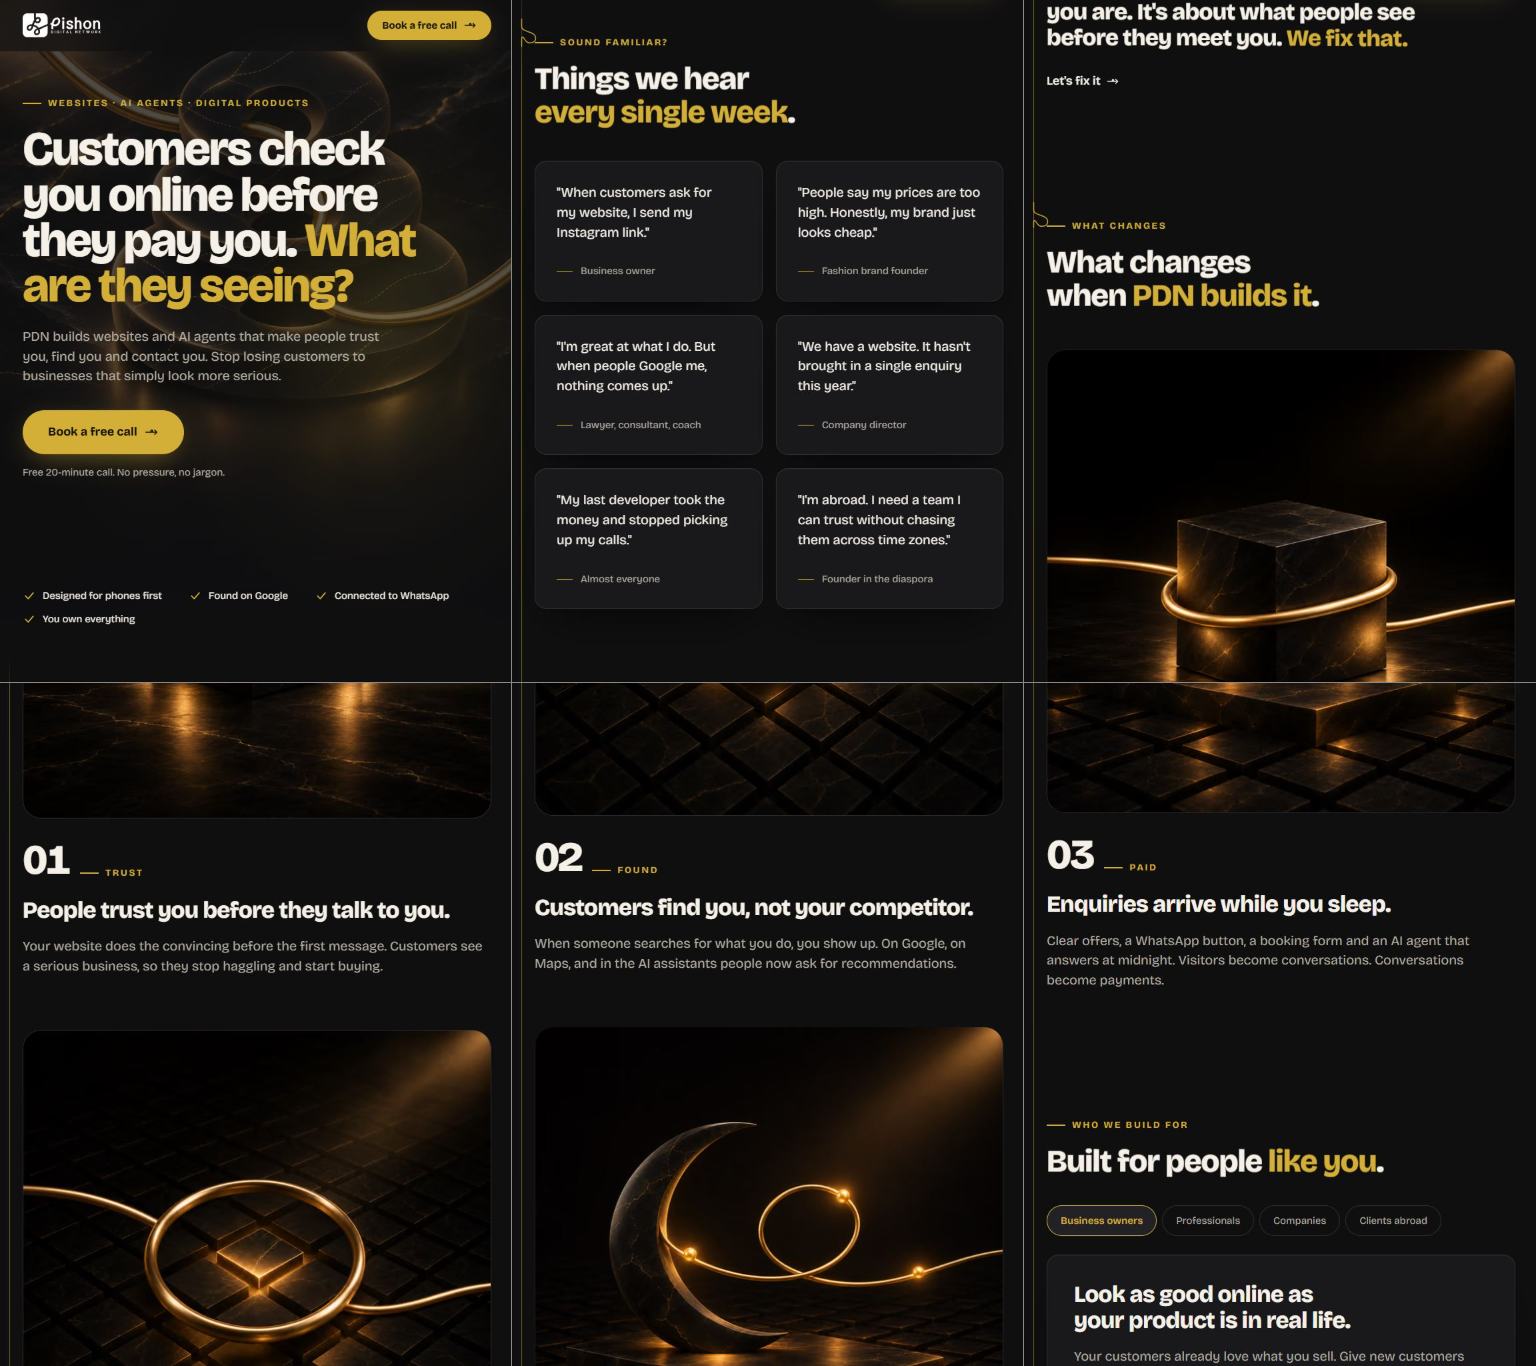 Pishon
DIGITAL NETWORK
Book a free call
WEBSITES · AI AGENTS · DIGITAL PRODUCTS
Customers check
you online before
they pay you. What
are they seeing?
PDN builds websites and AI agents that make people trust
you, find you and contact you. Stop losing customers to
businesses that simply look more serious.
Book a free call
Free 20-minute call. No pressure, no jargon.
Designed for phones first
Found on Google
Connected to WhatsApp
You own everything
SOUND FAMILIAR?
Things we hear
every single week.
"When customers ask for
my website, I send my
Instagram link."
Business owner
"People say my prices are too
high. Honestly, my brand just
looks cheap."
Fashion brand founder
"I'm great at what I do. But
when people Google me,
nothing comes up."
Lawyer, consultant, coach
"We have a website. It hasn't
brought in a single enquiry
this year."
Company director
"My last developer took the
money and stopped picking
up my calls."
Almost everyone
"I'm abroad. I need a team I
can trust without chasing
them across time zones."
Founder in the diaspora
you are. It's about what people see
before they meet you. We fix that.
Let's fix it
WHAT CHANGES
What changes
when PDN builds it.
01
TRUST
People trust you before they talk to you.
Your website does the convincing before the first message. Customers see
a serious business, so they stop haggling and start buying.
02
FOUND
Customers find you, not your competitor.
When someone searches for what you do, you show up. On Google, on
Maps, and in the AI assistants people now ask for recommendations.
03
PAID
Enquiries arrive while you sleep.
Clear offers, a WhatsApp button, a booking form and an AI agent that
answers at midnight. Visitors become conversations. Conversations
become payments.
WHO WE BUILD FOR
Built for people like you.
Business owners
Professionals
Companies
Clients abroad
Look as good online as
your product is in real life.
Your customers already love what you sell. Give new customers